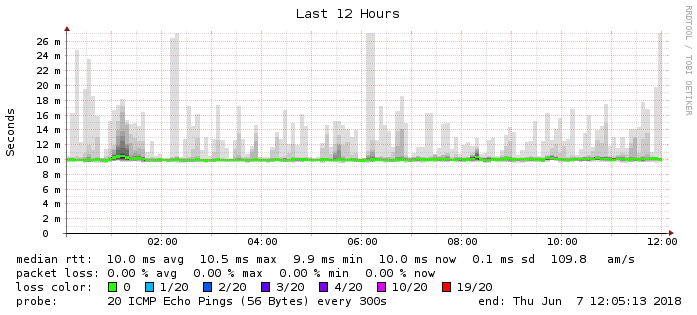 Last 12 Hours
RRDTOOL / TOBI OETIKER
Seconds
26 m
24 m
22 m
20 m
18 m
16 m
14 m
12 m
10 m
8 m
6 m
4 m
2 m
0
02:00 04:00 06:00 08:00 10:00 12:00
median rtt: 10.0 ms avg 10.5 ms max 9.9 ms min 10.0 ms now 0.1 ms sd 109.8 am/s
packet loss: 0.00 % avg 0.00 % max 0.00 % min 0.00 % now
loss color: 0 1/20 2/20 3/20 4/20 10/20 19/20
probe: 20 ICMP Echo Pings (56 Bytes) every 300s end: Thu Jun 7 12:05:13 2018